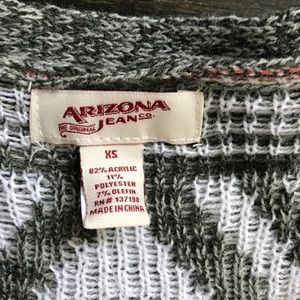 ARIZONA
JEAN CO.
THE ORIGINAL
XS
82% ACRYLIC
11%
POLYESTER
7% OLEFIN
RN# 137198
MADE IN CHINA